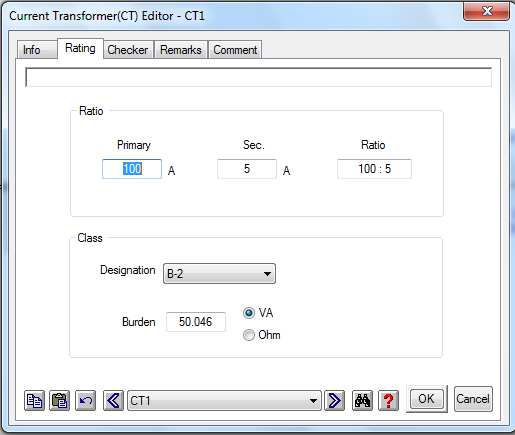 Current Transformer(CT) Editor - CT1
Info Rating Checker Remarks Comment
Ratio
Primary Sec. Ratio
100 A 5 A 100 : 5
Class
Designation B-2
Burden 50.046 VA
Ohm
CT1 ? OK Cancel